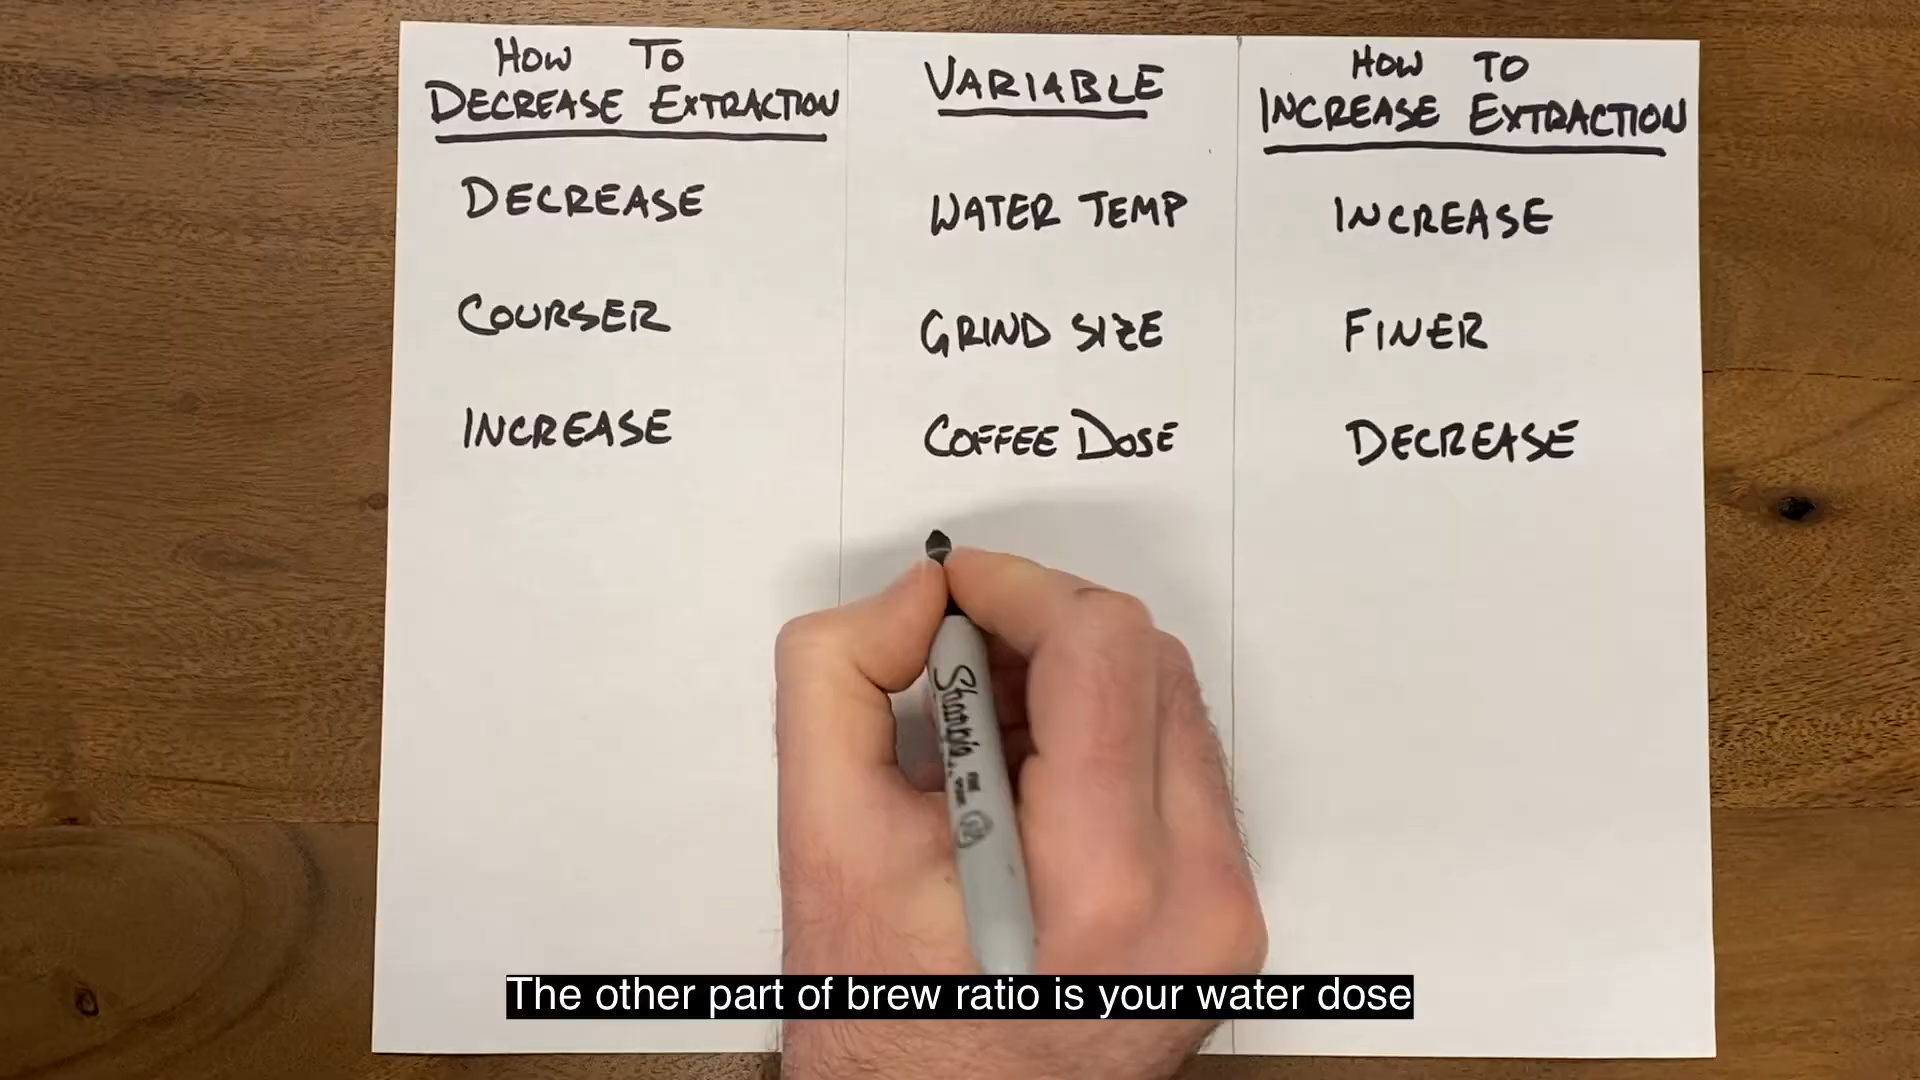 How To
Decrease Extraction
Variable
How To
Increase Extraction
Decrease
Water Temp
Increase
Courser
Grind Size
Finer
Increase
Coffee Dose
Decrease
Sharpie
The other part of brew ratio is your water dose